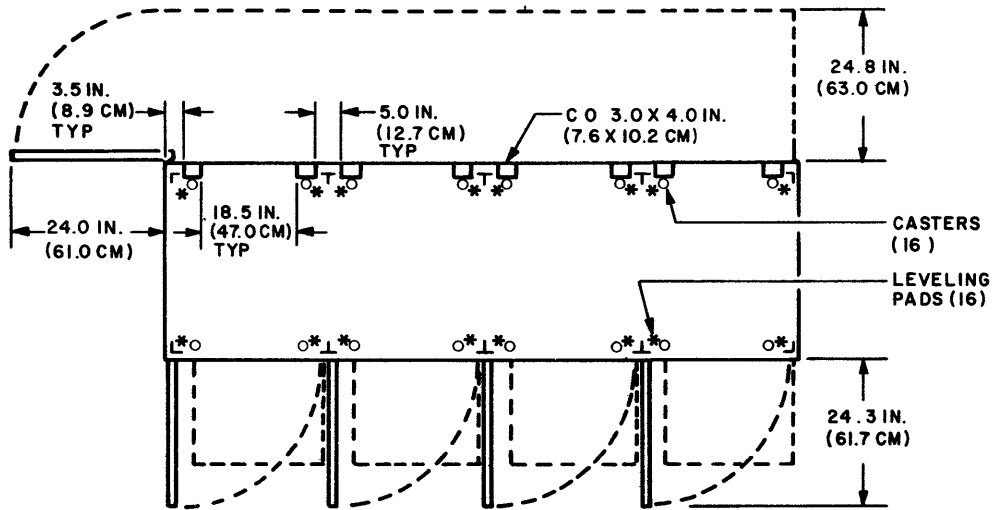 24.8 IN.
(63.0 CM)
3.5 IN.
(8.9 CM)
TYP
5.0 IN.
(12.7 CM)
TYP
C O 3.0 X 4.0 IN.
(7.6 X 10.2 CM)
24.0 IN.
(61.0 CM)
18.5 IN.
(47.0 CM)
TYP
CASTERS
(16)
LEVELING
PADS (16)
24.3 IN.
(61.7 CM)